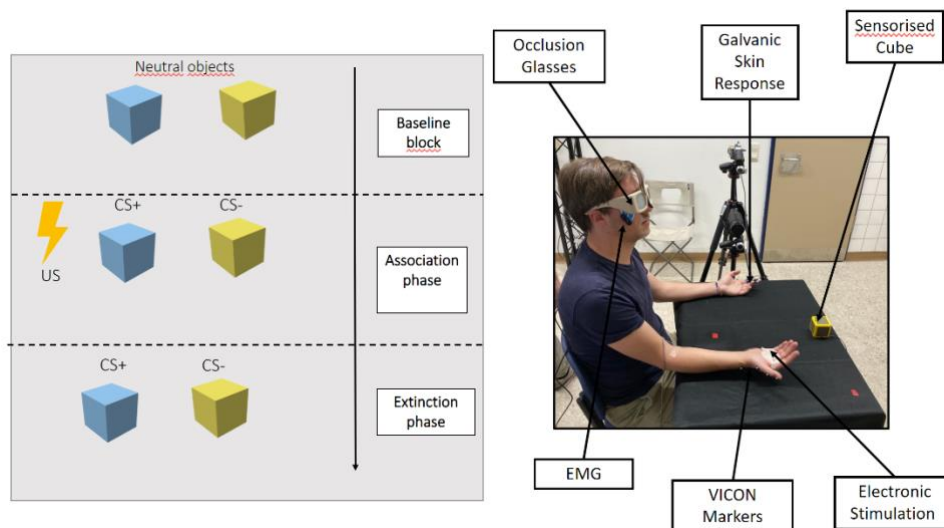 Neutral objects
Baseline
block
CS+ CS-
US
Association
phase
CS+ CS-
Extinction
phase
Occlusion
Glasses
Galvanic
Skin
Response
Sensorised
Cube
EMG
VICON
Markers
Electronic
Stimulation